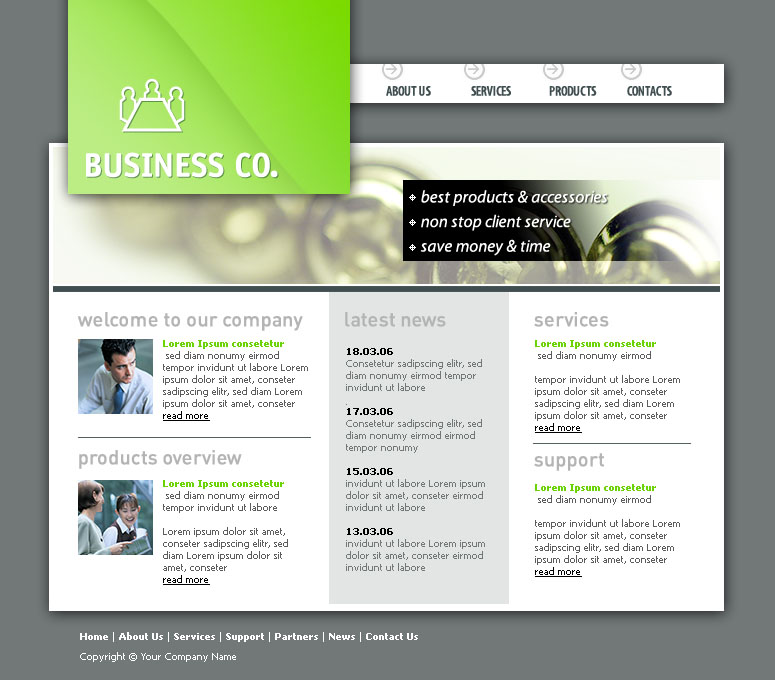 BUSINESS CO.
ABOUT US
SERVICES
PRODUCTS
CONTACTS
best products & accessories
non stop client service
save money & time
welcome to our company
Lorem Ipsum consetetur
sed diam nonumy eirmod
tempor invidunt ut labore Lorem
ipsum dolor sit amet, conseter
sadipscing elitr, sed diam Lorem
ipsum dolor sit amet, conseter
read more
products overview
Lorem Ipsum consetetur
sed diam nonumy eirmod
tempor invidunt ut labore
Lorem ipsum dolor sit amet,
conseter sadipscing elitr, sed
diam Lorem ipsum dolor sit
amet, conseter
read more
latest news
18.03.06
Consetetur sadipscing elitr, sed
diam nonumy eirmod tempor
invidunt ut labore
.
17.03.06
Consetetur sadipscing elitr, sed
diam nonumy eirmod eirmod
tempor nonumy
15.03.06
invidunt ut labore Lorem ipsum
dolor sit amet, conseter eirmod
invidunt ut labore
13.03.06
invidunt ut labore Lorem ipsum
dolor sit amet, conseter eirmod
invidunt ut labore
services
Lorem Ipsum consetetur
sed diam nonumy eirmod
tempor invidunt ut labore Lorem
ipsum dolor sit amet, conseter
sadipscing elitr, sed diam Lorem
ipsum dolor sit amet, conseter
read more
support
Lorem Ipsum consetetur
sed diam nonumy eirmod
tempor invidunt ut labore Lorem
ipsum dolor sit amet, conseter
sadipscing elitr, sed diam Lorem
ipsum dolor sit amet, conseter
read more
Home | About Us | Services | Support | Partners | News | Contact Us
Copyright © Your Company Name